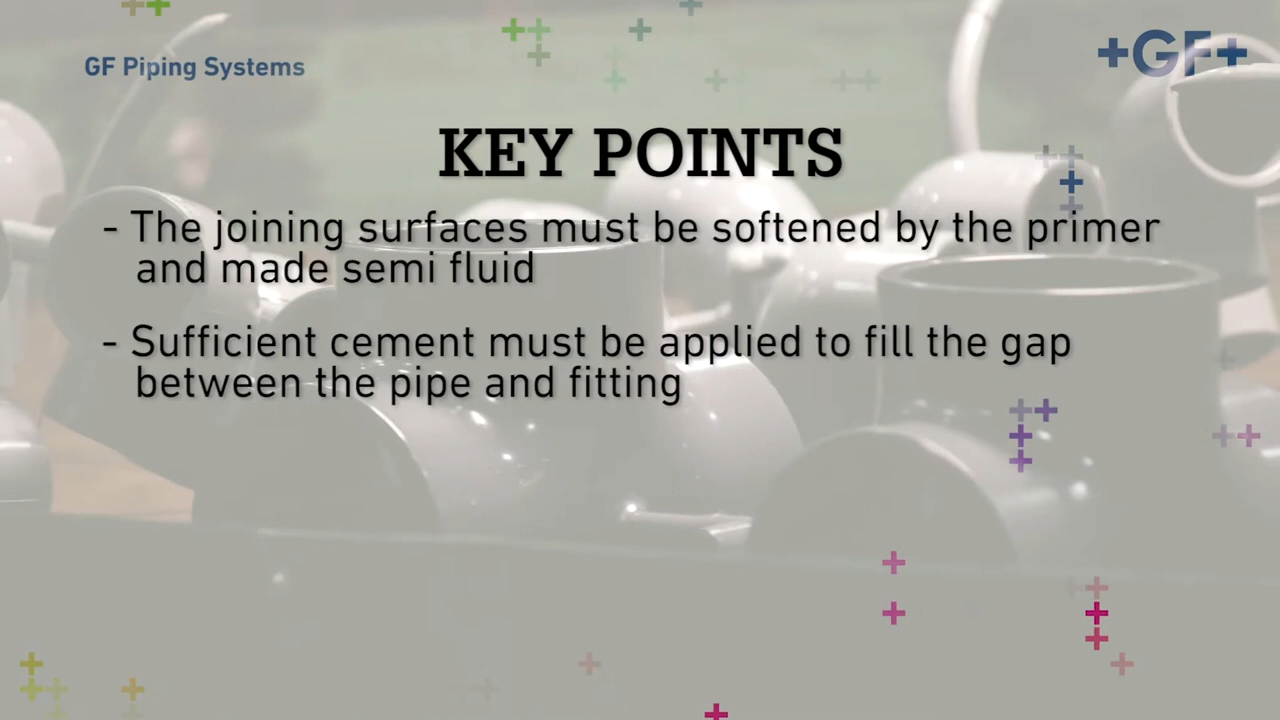 GF Piping Systems
+GF+
KEY POINTS
- The joining surfaces must be softened by the primer
and made semi fluid
- Sufficient cement must be applied to fill the gap
between the pipe and fitting